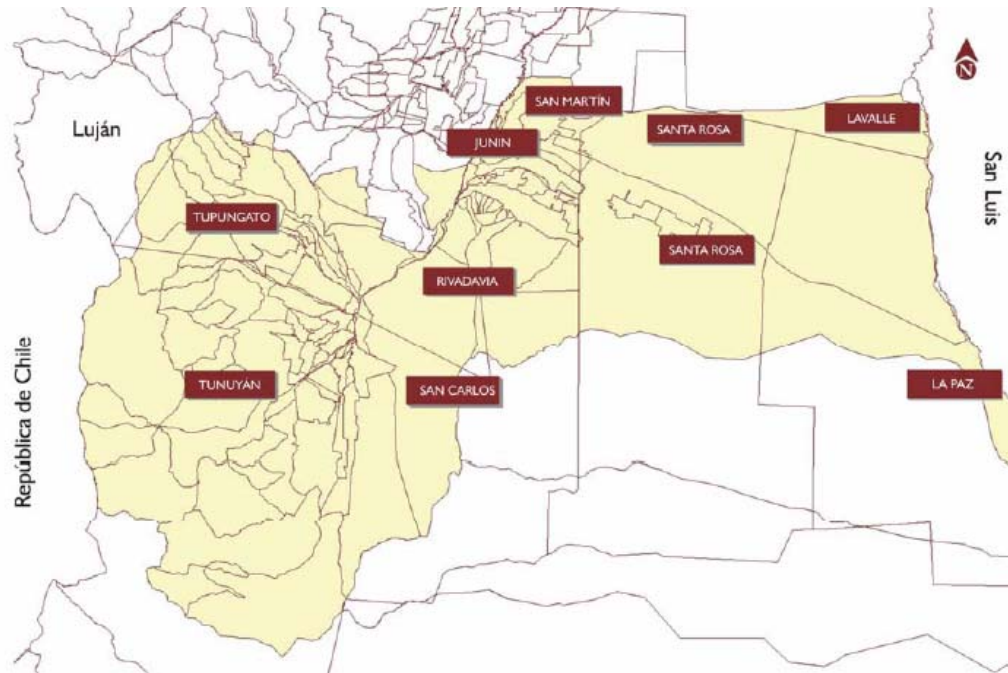 SAN MARTÍN
Luján
JUNIN
SANTA ROSA
LAVALLE
N
San Luis
TUPUNGATO
SANTA ROSA
RIVADAVIA
República de Chile
TUNUYÁN
SAN CARLOS
LA PAZ